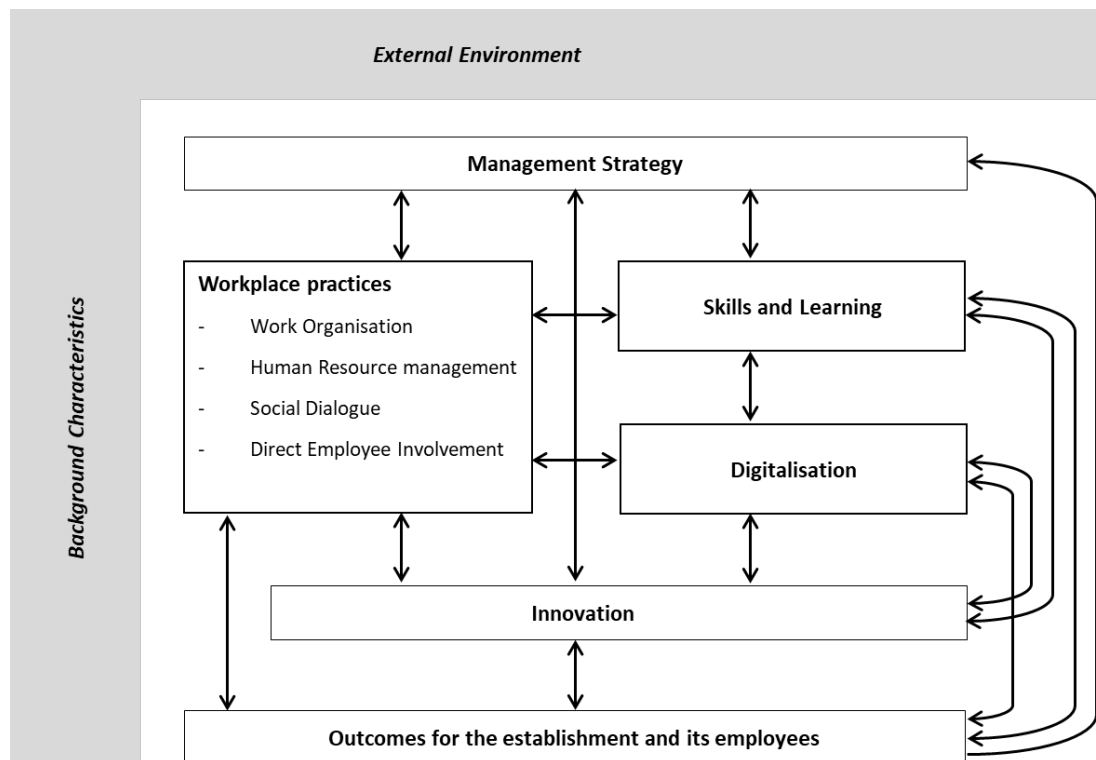 External Environment
Background Characteristics
Management Strategy
Workplace practices
- Work Organisation
- Human Resource management
- Social Dialogue
- Direct Employee Involvement
Skills and Learning
Digitalisation
Innovation
Outcomes for the establishment and its employees